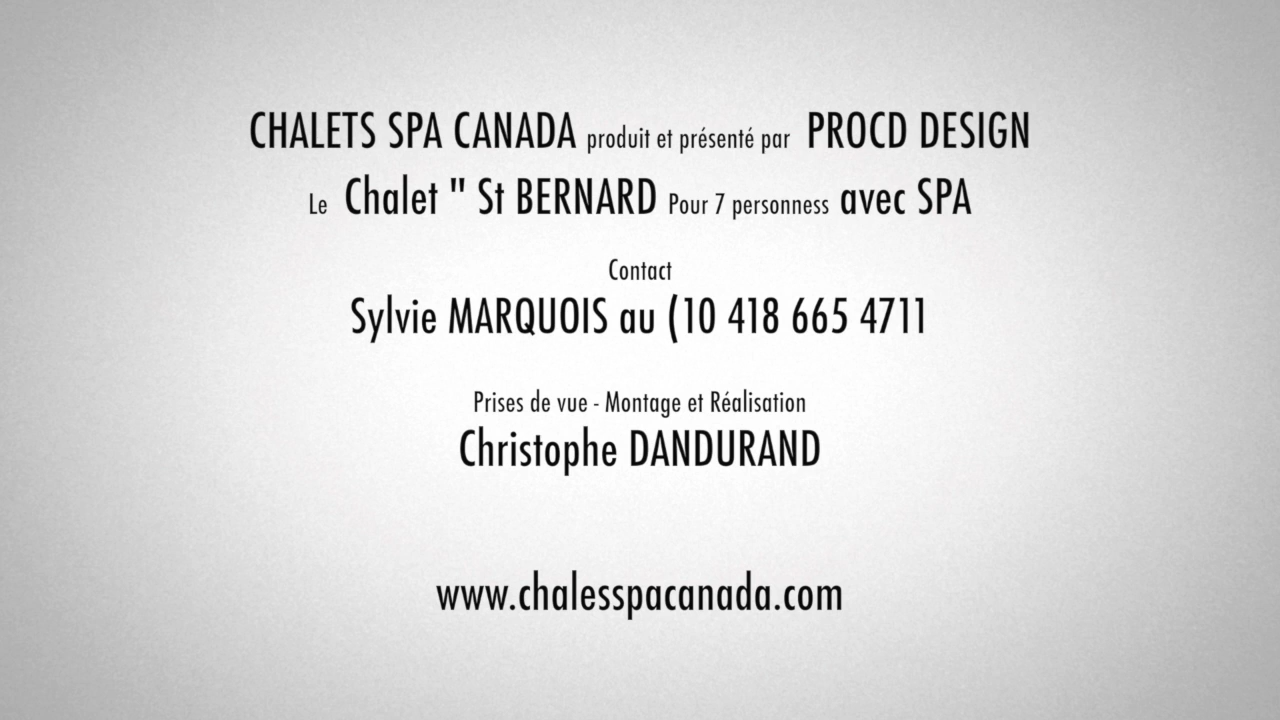 CHALETS SPA CANADA produit et présenté par PROCD DESIGN
Le Chalet " St BERNARD Pour 7 personness avec SPA
Contact
Sylvie MARQUOIS au (10 418 665 4711
Prises de vue - Montage et Réalisation
Christophe DANDURAND
www.chalesspacanada.com